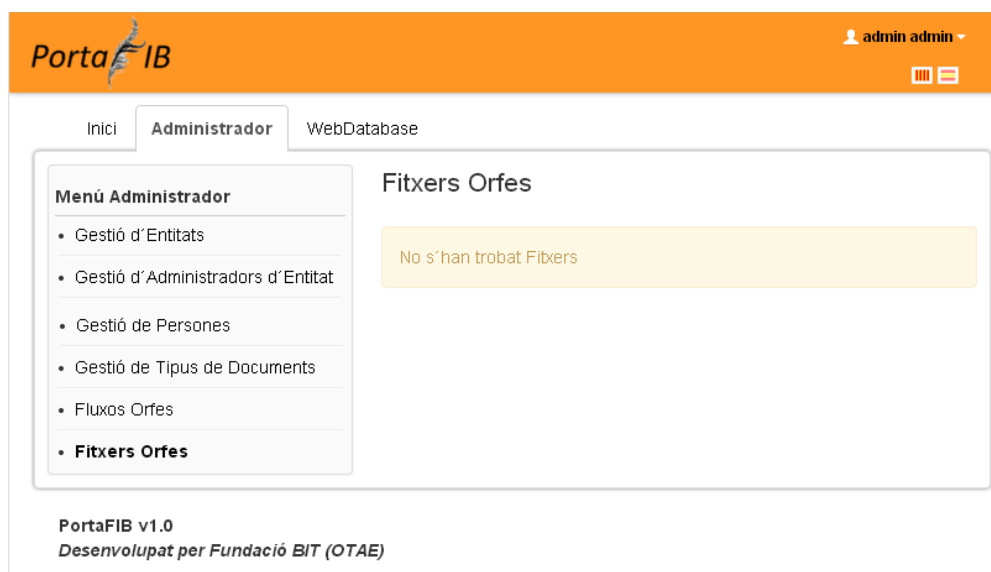 PortaFIB
admin admin
Inici Administrador WebDatabase
Menú Administrador
Gestió d´Entitats
Gestió d´Administradors d´Entitat
Gestió de Persones
Gestió de Tipus de Documents
Fluxos Orfes
Fitxers Orfes
Fitxers Orfes
No s´han trobat Fitxers
PortaFIB v1.0
Desenvolupat per Fundació BIT (OTAE)